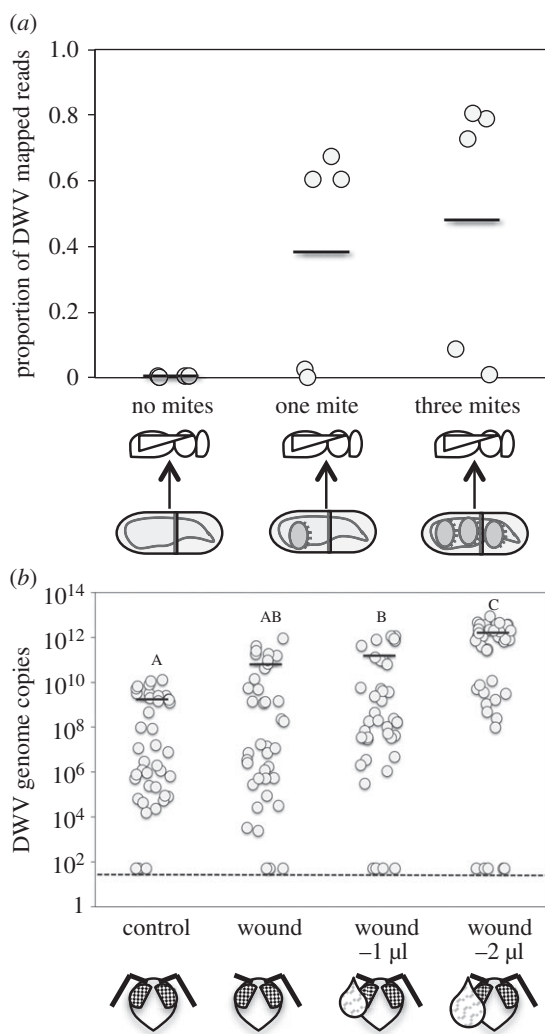 (a)
proportion of DWV mapped reads
1.0
0.8
0.6
0.4
0.2
0
no mites one mite three mites
(b)
DWV genome copies
10^14
10^12
10^10
10^8
10^6
10^4
10^2
1
A AB B C
control wound wound wound
–1 µl –2 µl